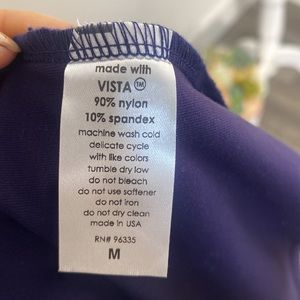 made with
VISTA™
90% nylon
10% spandex
machine wash cold
delicate cycle
with like colors
tumble dry low
do not bleach
do not use softener
do not iron
do not dry clean
made in USA
RN# 96335
M